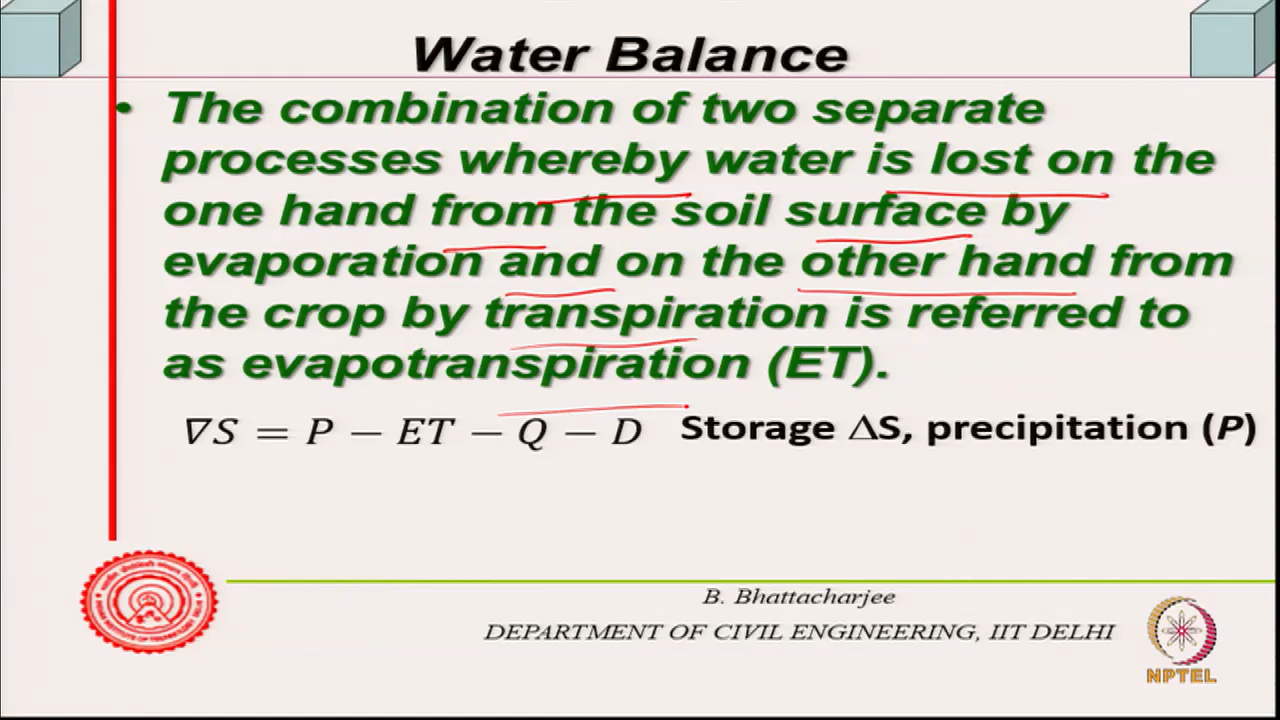 Water Balance
• The combination of two separate
processes whereby water is lost on the
one hand from the soil surface by
evaporation and on the other hand from
the crop by transpiration is referred to
as evapotranspiration (ET).
∇S = P − ET − Q − D Storage ΔS, precipitation (P)
B. Bhattacharjee
DEPARTMENT OF CIVIL ENGINEERING, IIT DELHI
NPTEL